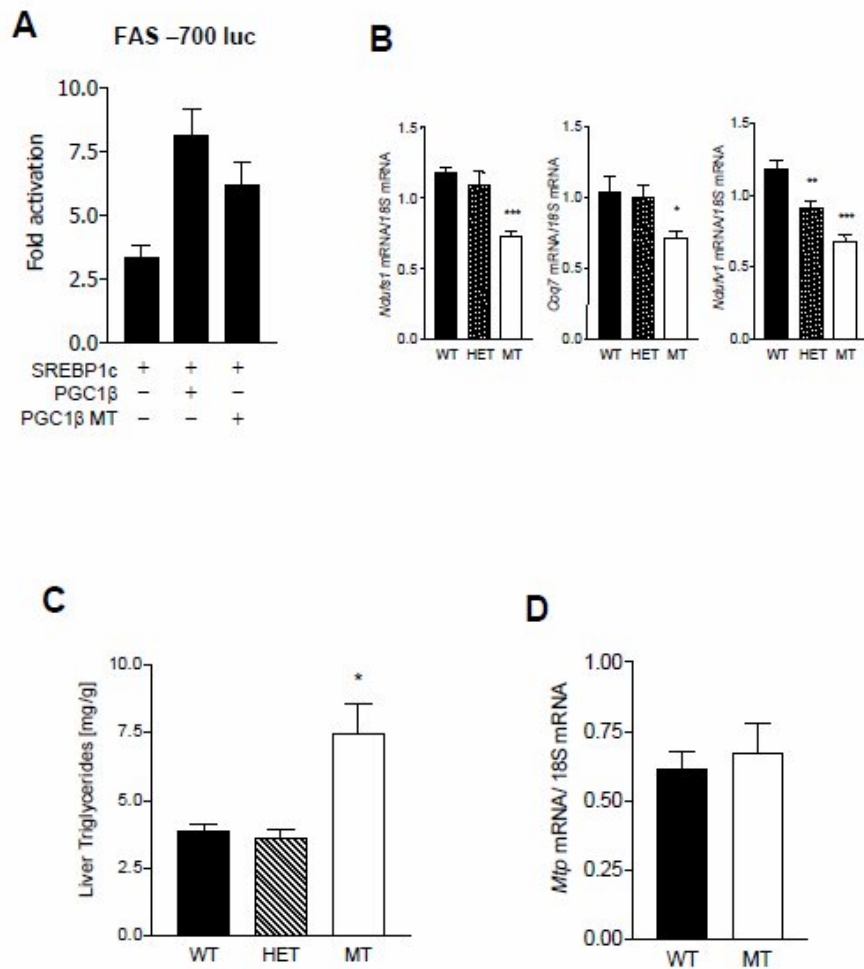 A
FAS –700 luc
Fold activation
10.0
7.5
5.0
2.5
0.0
SREBP1c + + +
PGC1β – + –
PGC1β MT – – +
B
Ndufs1 mRNA/18S mRNA
1.5
1.0
0.5
0.0
***
WT HET MT
Coq7 mRNA/18S mRNA
1.5
1.0
0.5
0.0
*
WT HET MT
Ndufv1 mRNA/18S mRNA
1.5
1.0
0.5
0.0
**
***
WT HET MT
C
Liver Triglycerides [mg/g]
10.0
7.5
5.0
2.5
0.0
*
WT HET MT
D
Mtp mRNA/ 18S mRNA
1.00
0.75
0.50
0.25
0.00
WT MT